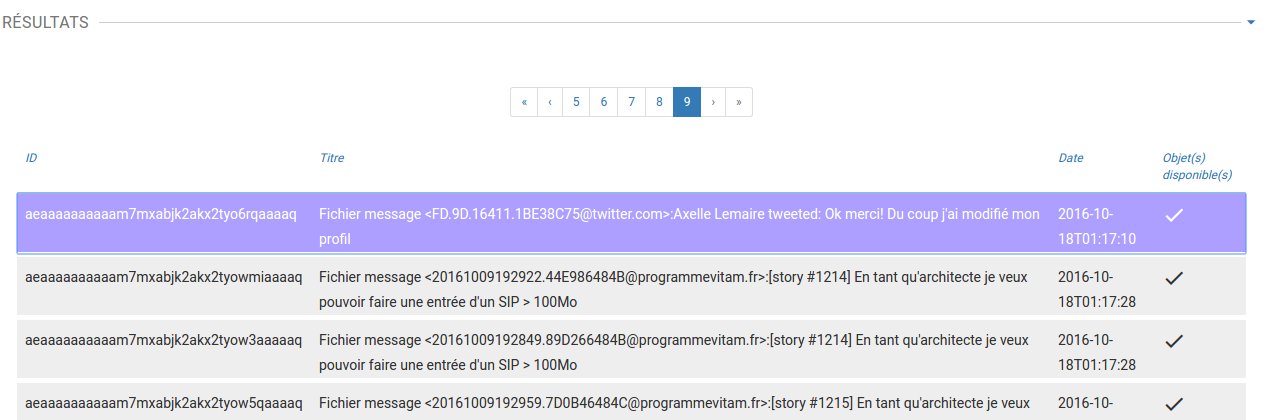 RÉSULTATS
« ‹ 5 6 7 8 9 › »
ID Titre Date Objet(s)
disponible(s)
aeaaaaaaaaaam7mxabjk2akx2tyo6rqaaaaq Fichier message <FD.9D.16411.1BE38C75@twitter.com>:Axelle Lemaire tweeted: Ok merci! Du coup j'ai modifié mon 2016-10-
profil 18T01:17:10
aeaaaaaaaaaam7mxabjk2akx2tyowmiaaaaq Fichier message <20161009192922.44E986484B@programmevitam.fr>:[story #1214] En tant qu'architecte je veux 2016-10-
pouvoir faire une entrée d'un SIP > 100Mo 18T01:17:28
aeaaaaaaaaaam7mxabjk2akx2tyow3aaaaaq Fichier message <20161009192849.89D266484B@programmevitam.fr>:[story #1214] En tant qu'architecte je veux 2016-10-
pouvoir faire une entrée d'un SIP > 100Mo 18T01:17:28
aeaaaaaaaaaam7mxabjk2akx2tyow5qaaaaq Fichier message <20161009192959.7D0B46484C@programmevitam.fr>:[story #1215] En tant qu'architecte je veux 2016-10-